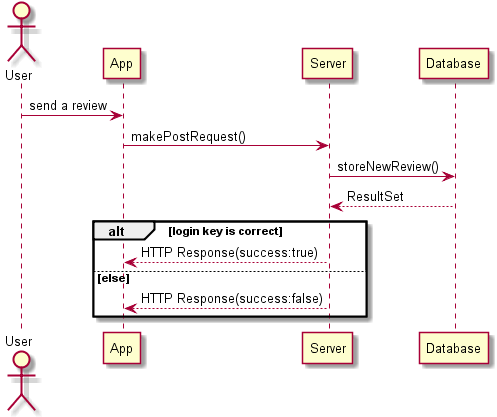 User
App
Server
Database
send a review
makePostRequest()
storeNewReview()
ResultSet
alt
[login key is correct]
HTTP Response(success:true)
[else]
HTTP Response(success:false)
User
App
Server
Database